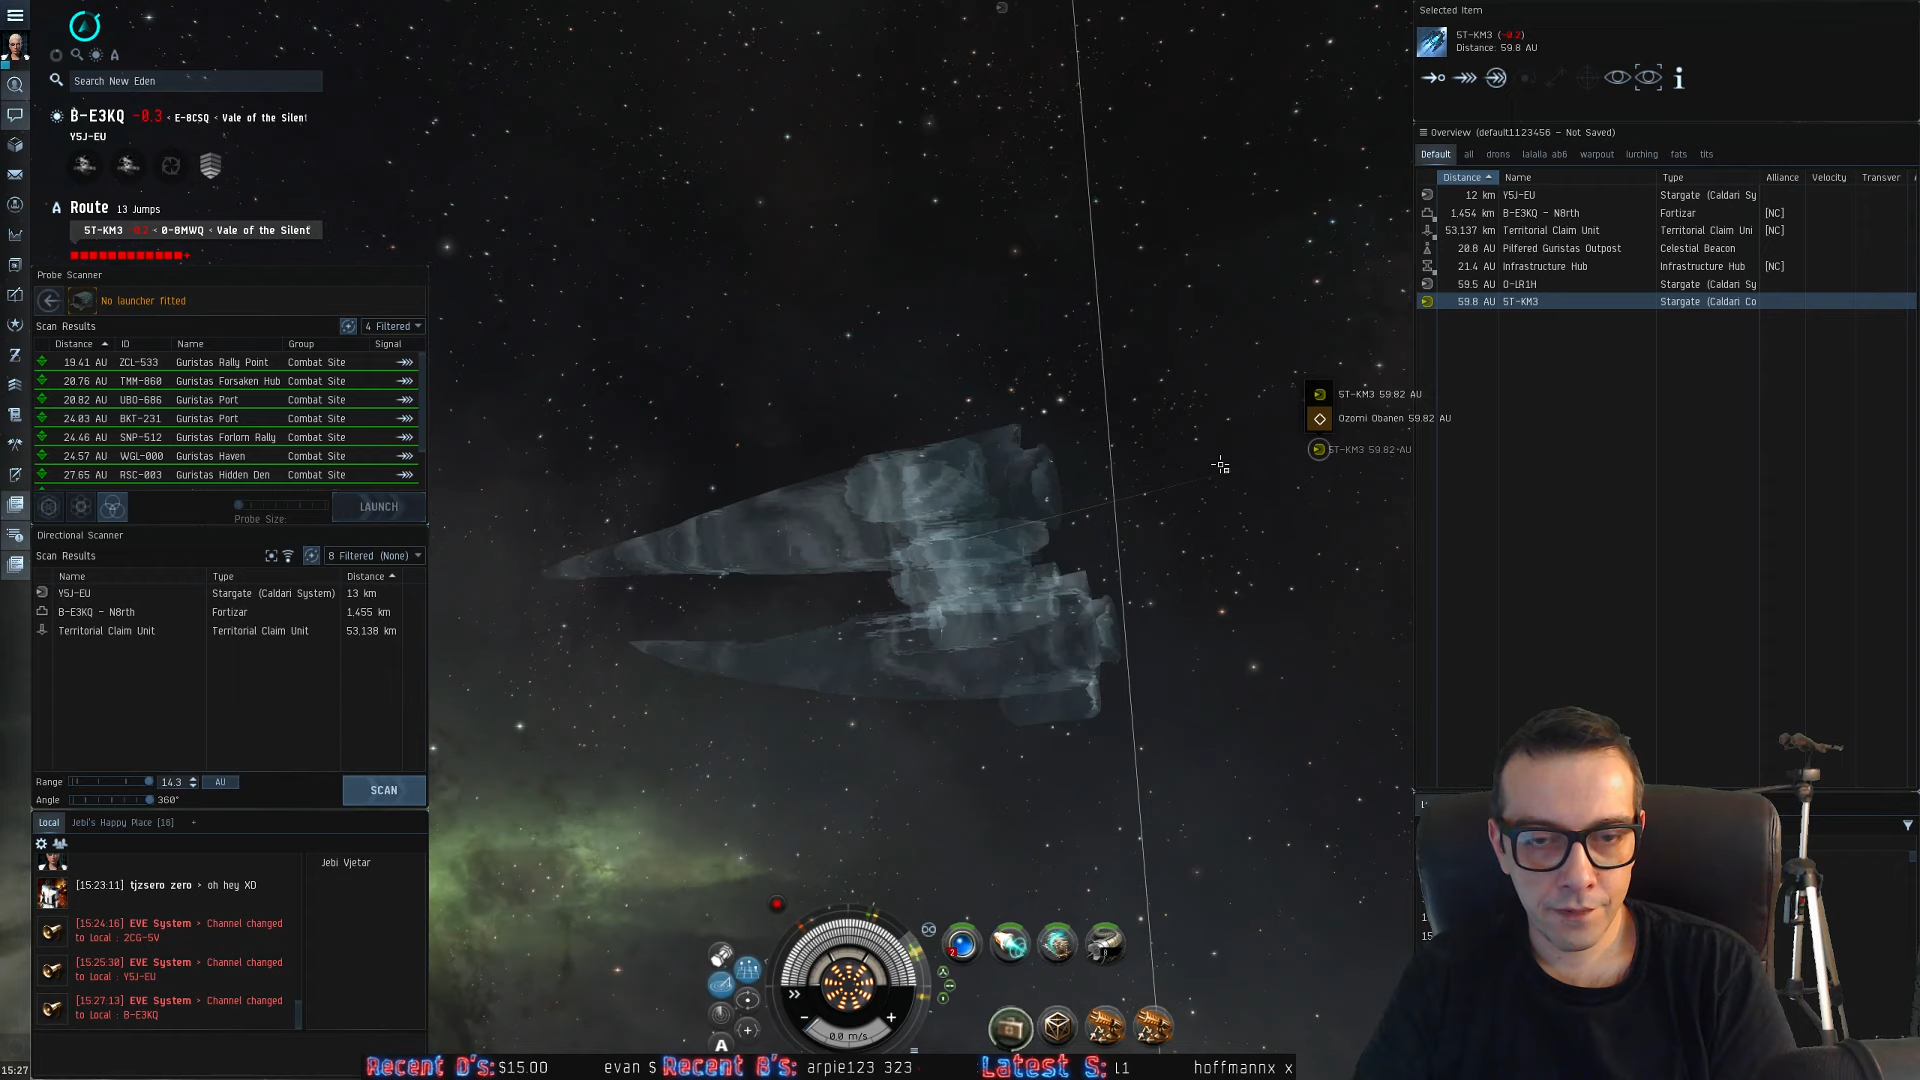 Search New Eden
B-E3KQ -0.3 < E-8CSQ < Vale of the Silent
Y5J-EU
Route 13 Jumps
5T-KM3 -0.2 < 0-8MWQ < Vale of the Silent
Probe Scanner
No launcher fitted
Scan Results 4 Filtered
Distance ID Name Group Signal
19.41 AU ZCL-533 Guristas Rally Point Combat Site
20.76 AU TMM-860 Guristas Forsaken Hub Combat Site
20.82 AU UBO-686 Guristas Port Combat Site
24.03 AU BKT-231 Guristas Port Combat Site
24.46 AU SNP-512 Guristas Forlorn Rally Combat Site
24.57 AU WGL-000 Guristas Haven Combat Site
27.65 AU RSC-003 Guristas Hidden Den Combat Site
Probe Size:
LAUNCH
Directional Scanner
Scan Results 8 Filtered (None)
Name Type Distance
Y5J-EU Stargate (Caldari System) 13 km
B-E3KQ - N8rth Fortizar 1,455 km
Territorial Claim Unit Territorial Claim Unit 53,138 km
Range 14.3 AU
Angle 360°
SCAN
Local Jebi's Happy Place [16] +
Jebi Vjetar
[15:23:11] tjzsero zero > oh hey XD
[15:24:16] EVE System > Channel changed
to Local : 2CG-5V
[15:25:30] EVE System > Channel changed
to Local : Y5J-EU
[15:27:13] EVE System > Channel changed
to Local : B-E3KQ
15:27
5T-KM3 59.82 AU
Ozomi Obanen 59.82 AU
5T-KM3 59.82 AU
0.0 m/s
A
2
8
Recent D's: $15.00 evan $ Recent B's: arpie123 323 Latest S: L1 hoffmannx x
Selected Item
5T-KM3 (-0.2)
Distance: 59.8 AU
Overview (default1123456 - Not Saved)
Default all drons lalalla ab6 warpout lurching fats tits
Distance Name Type Alliance Velocity Transver
12 km Y5J-EU Stargate (Caldari Sy
1,454 km B-E3KQ - N8rth Fortizar [NC]
53,137 km Territorial Claim Unit Territorial Claim Uni [NC]
20.8 AU Pilfered Guristas Outpost Celestial Beacon
21.4 AU Infrastructure Hub Infrastructure Hub [NC]
59.5 AU O-LR1H Stargate (Caldari Sy
59.8 AU 5T-KM3 Stargate (Caldari Co